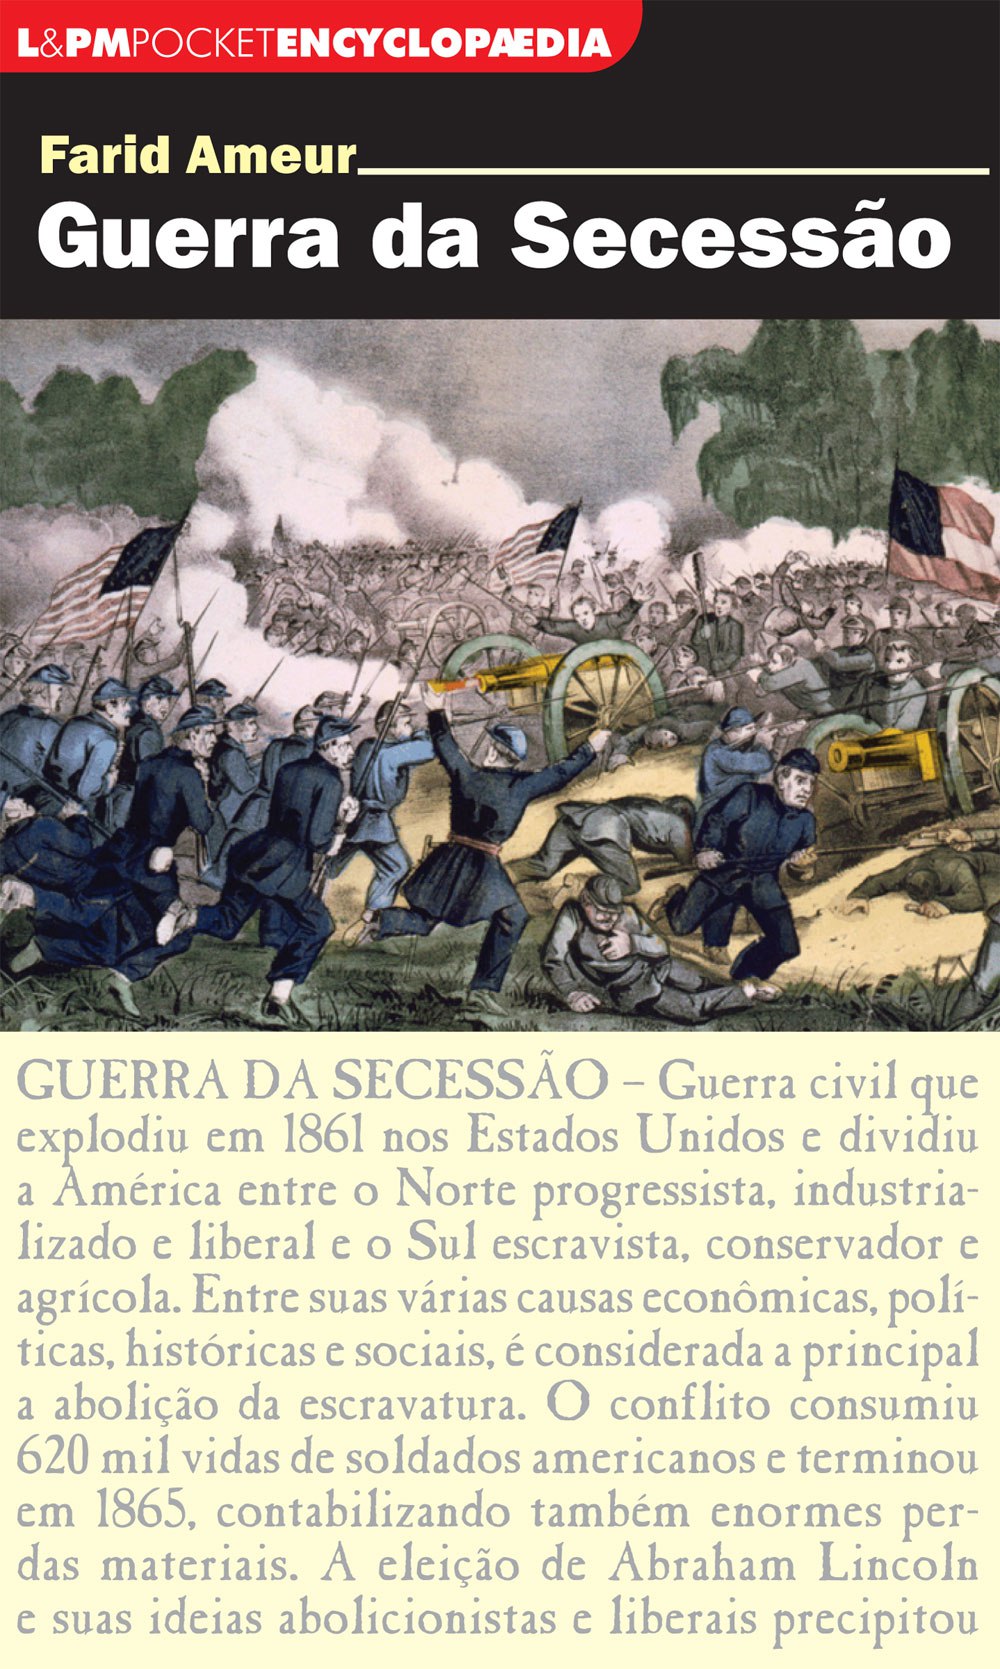 L&PMPOCKETENCYCLOPÆDIA
Farid Ameur
Guerra da Secessão
GUERRA DA SECESSÃO – Guerra civil que
explodiu em 1861 nos Estados Unidos e dividiu
a América entre o Norte progressista, industria-
lizado e liberal e o Sul escravista, conservador e
agrícola. Entre suas várias causas econômicas, polí-
ticas, históricas e sociais, é considerada a principal
a abolição da escravatura. O conflito consumiu
620 mil vidas de soldados americanos e terminou
em 1865, contabilizando também enormes per-
das materiais. A eleição de Abraham Lincoln
e suas ideias abolicionistas e liberais precipitou